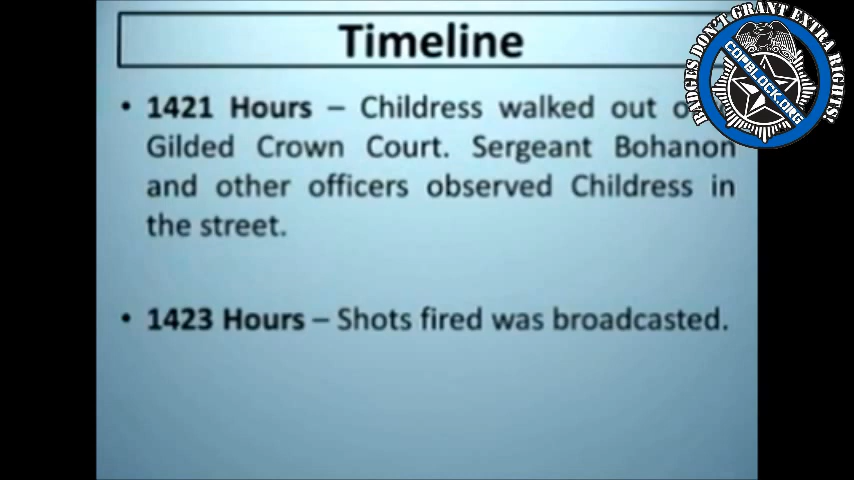 Timeline
• 1421 Hours – Childress walked out
Gilded Crown Court. Sergeant Bohanon
and other officers observed Childress in
the street.
• 1423 Hours – Shots fired was broadcasted.
BADGES DON'T GRANT EXTRA RIGHTS!
COPBLOCK.ORG